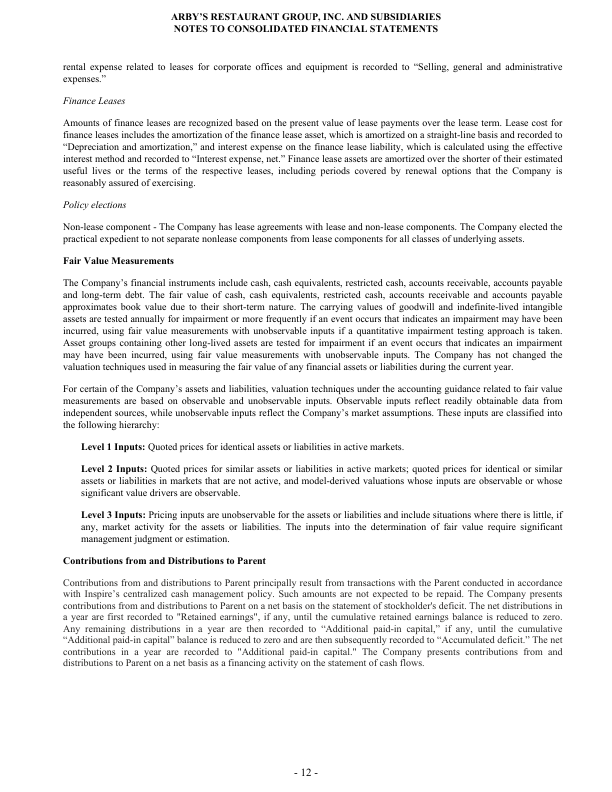 ARBY'S RESTAURANT GROUP, INC. AND SUBSIDIARIES
NOTES TO CONSOLIDATED FINANCIAL STATEMENTS
rental expense related to leases for corporate offices and equipment is recorded to “Selling, general and administrative
expenses.”
Finance Leases
Amounts of finance leases are recognized based on the present value of lease payments over the lease term. Lease cost for
finance leases includes the amortization of the finance lease asset, which is amortized on a straight-line basis and recorded to
“Depreciation and amortization,” and interest expense on the finance lease liability, which is calculated using the effective
interest method and recorded to “Interest expense, net.” Finance lease assets are amortized over the shorter of their estimated
useful lives or the terms of the respective leases, including periods covered by renewal options that the Company is
reasonably assured of exercising.
Policy elections
Non-lease component - The Company has lease agreements with lease and non-lease components. The Company elected the
practical expedient to not separate nonlease components from lease components for all classes of underlying assets.
Fair Value Measurements
The Company’s financial instruments include cash, cash equivalents, restricted cash, accounts receivable, accounts payable
and long-term debt. The fair value of cash, cash equivalents, restricted cash, accounts receivable and accounts payable
approximates book value due to their short-term nature. The carrying values of goodwill and indefinite-lived intangible
assets are tested annually for impairment or more frequently if an event occurs that indicates an impairment may have been
incurred, using fair value measurements with unobservable inputs if a quantitative impairment testing approach is taken.
Asset groups containing other long-lived assets are tested for impairment if an event occurs that indicates an impairment
may have been incurred, using fair value measurements with unobservable inputs. The Company has not changed the
valuation techniques used in measuring the fair value of any financial assets or liabilities during the current year.
For certain of the Company’s assets and liabilities, valuation techniques under the accounting guidance related to fair value
measurements are based on observable and unobservable inputs. Observable inputs reflect readily obtainable data from
independent sources, while unobservable inputs reflect the Company’s market assumptions. These inputs are classified into
the following hierarchy:
Level 1 Inputs: Quoted prices for identical assets or liabilities in active markets.
Level 2 Inputs: Quoted prices for similar assets or liabilities in active markets; quoted prices for identical or similar
assets or liabilities in markets that are not active, and model-derived valuations whose inputs are observable or whose
significant value drivers are observable.
Level 3 Inputs: Pricing inputs are unobservable for the assets or liabilities and include situations where there is little, if
any, market activity for the assets or liabilities. The inputs into the determination of fair value require significant
management judgment or estimation.
Contributions from and Distributions to Parent
Contributions from and distributions to Parent principally result from transactions with the Parent conducted in accordance
with Inspire’s centralized cash management policy. Such amounts are not expected to be repaid. The Company presents
contributions from and distributions to Parent on a net basis on the statement of stockholder's deficit. The net distributions in
a year are first recorded to "Retained earnings", if any, until the cumulative retained earnings balance is reduced to zero.
Any remaining distributions in a year are then recorded to “Additional paid-in capital,” if any, until the cumulative
“Additional paid-in capital” balance is reduced to zero and are then subsequently recorded to “Accumulated deficit.” The net
contributions in a year are recorded to "Additional paid-in capital." The Company presents contributions from and
distributions to Parent on a net basis as a financing activity on the statement of cash flows.
- 12 -